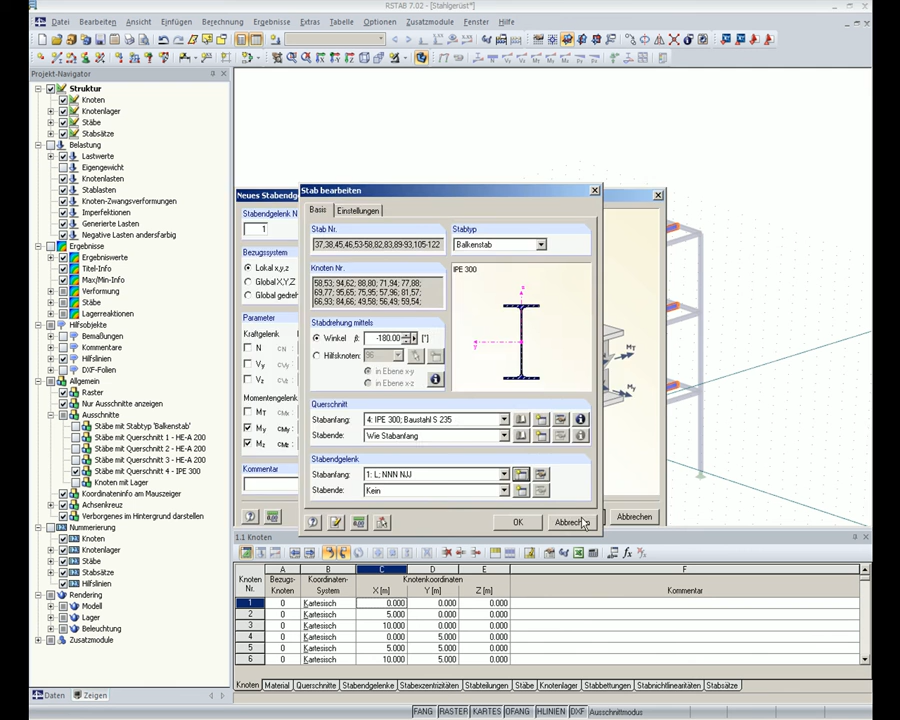 RSTAB 7.02 - [Stahlgerüst*]
Datei Bearbeiten Ansicht Einfügen Berechnung Ergebnisse Extras Tabelle Optionen Zusatzmodule Fenster Hilfe
Projekt-Navigator
Struktur
Knoten
Knotenlager
Stäbe
Stabsätze
Belastung
Lastwerte
Eigengewicht
Knotenlasten
Stablasten
Knoten-Zwangsverformungen
Imperfektionen
Generierte Lasten
Negative Lasten andersfarbig
Ergebnisse
Ergebniswerte
Titel-Info
Max/Min-Info
Verformung
Stäbe
Lagerreaktionen
Hilfsobjekte
Bemaßungen
Kommentare
Hilfslinien
DXF-Folien
Allgemein
Raster
Nur Ausschnitte anzeigen
Ausschnitte
Stäbe mit Stabtyp 'Balkenstab'
Stäbe mit Querschnitt 1 - HE-A 200
Stäbe mit Querschnitt 2 - HE-A 200
Stäbe mit Querschnitt 3 - HE-A 200
Stäbe mit Querschnitt 4 - IPE 300
Knoten mit Lager
Koordinateninfo am Mauszeiger
Achsenkreuz
Verborgenes im Hintergrund darstellen
Nummerierung
Knoten
Knotenlager
Stäbe
Stabsätze
Hilfslinien
Rendering
Modell
Lager
Beleuchtung
Zusatzmodule
Daten Zeigen
Neues Stabendg
Stabendgelenk N
1
Bezugssystem
Lokal x,y,z
Global X,Y,Z
Global gedreh
Parameter
Kraftgelenk
N
Vy
Vz
Momentengelenk
MT
My
Mz
Kommentar
MT
My
Abbrechen
Stab bearbeiten
Basis Einstellungen
Stab Nr.
37,38,45,46,53-58,82,83,89-93,105-122
Stabtyp
Balkenstab
Knoten Nr.
58,53; 94,62; 88,80; 71,94; 77,88;
69,77; 95,65; 75,95; 57,96; 81,57;
66,93; 84,66; 49,58; 56,49; 59,54;
IPE 300
z
y
Stabdrehung mittels
Winkel β: -180.00 [°]
Hilfsknoten: 96
in Ebene x-y
in Ebene x-z
Querschnitt
Stabanfang: 4: IPE 300; Baustahl S 235
Stabende: Wie Stabanfang
Stabendgelenk
Stabanfang: 1: L; NNN NJJ
Stabende: Kein
OK Abbrechen
1.1 Knoten
A B C D E F
Knoten Nr. Bezugs-Knoten Koordinaten-System Knotenkoordinaten
X [m] Y [m] Z [m] Kommentar
1 0 Kartesisch 0.000 0.000 0.000
2 0 Kartesisch 5.000 0.000 0.000
3 0 Kartesisch 10.000 0.000 0.000
4 0 Kartesisch 0.000 5.000 0.000
5 0 Kartesisch 5.000 5.000 0.000
6 0 Kartesisch 10.000 5.000 0.000
Knoten Material Querschnitte Stabendgelenke Stabexzentrizitäten Stabteilungen Stäbe Knotenlager Stabbettungen Stabnichtlinearitäten Stabsätze
FANG RASTER KARTES OFANG HLINIEN DXF Ausschnittmodus